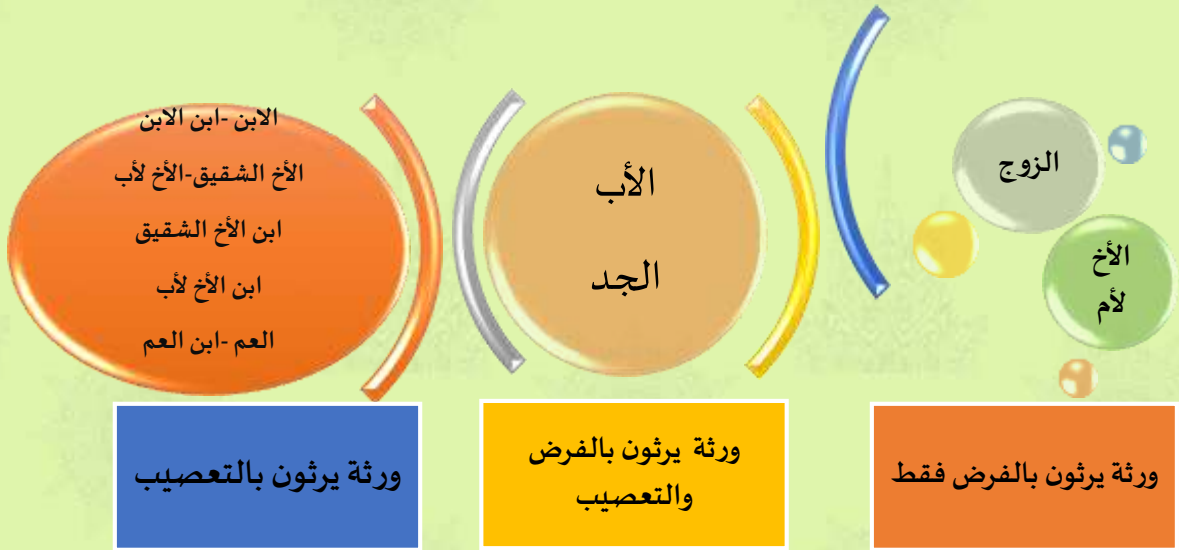 الزوج
الأخ
لأم
ورثة يرثون بالفرض فقط
الأب
الجد
ورثة يرثون بالفرض
والتعصيب
الابن -ابن الابن
الأخ الشقيق-الأخ لأب
ابن الأخ الشقيق
ابن الأخ لأب
العم -ابن العم
ورثة يرثون بالتعصيب